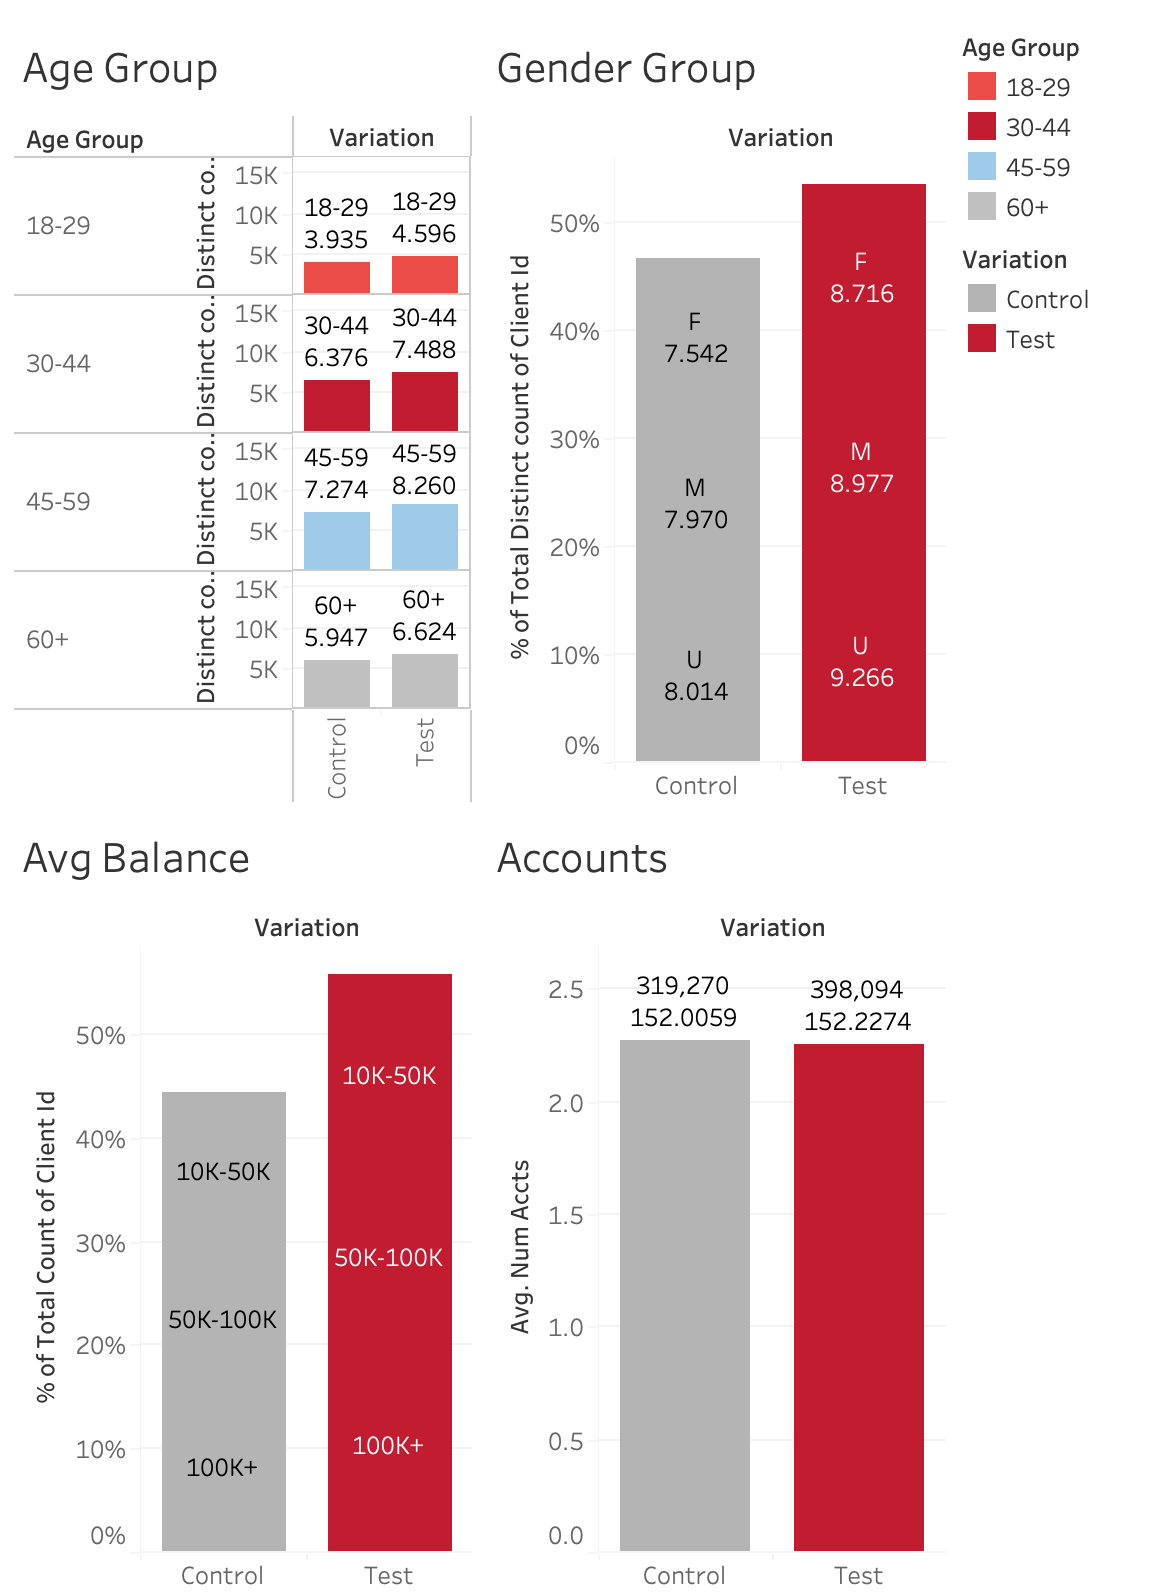 Age Group
Age Group
Variation
18-29
Distinct co..
15K
10K
5K
18-29
3.935
18-29
4.596
30-44
Distinct co..
15K
10K
5K
30-44
6.376
30-44
7.488
45-59
Distinct co..
15K
10K
5K
45-59
7.274
45-59
8.260
60+
Distinct co..
15K
10K
5K
60+
5.947
60+
6.624
Control
Test
Gender Group
Variation
% of Total Distinct count of Client Id
50%
40%
30%
20%
10%
0%
F
7.542
M
7.970
U
8.014
F
8.716
M
8.977
U
9.266
Control
Test
Age Group
18-29
30-44
45-59
60+
Variation
Control
Test
Avg Balance
Variation
% of Total Count of Client Id
50%
40%
30%
20%
10%
0%
10K-50K
50K-100K
100K+
10K-50K
50K-100K
100K+
Control
Test
Accounts
Variation
Avg. Num Accts
2.5
2.0
1.5
1.0
0.5
0.0
319,270
152.0059
398,094
152.2274
Control
Test